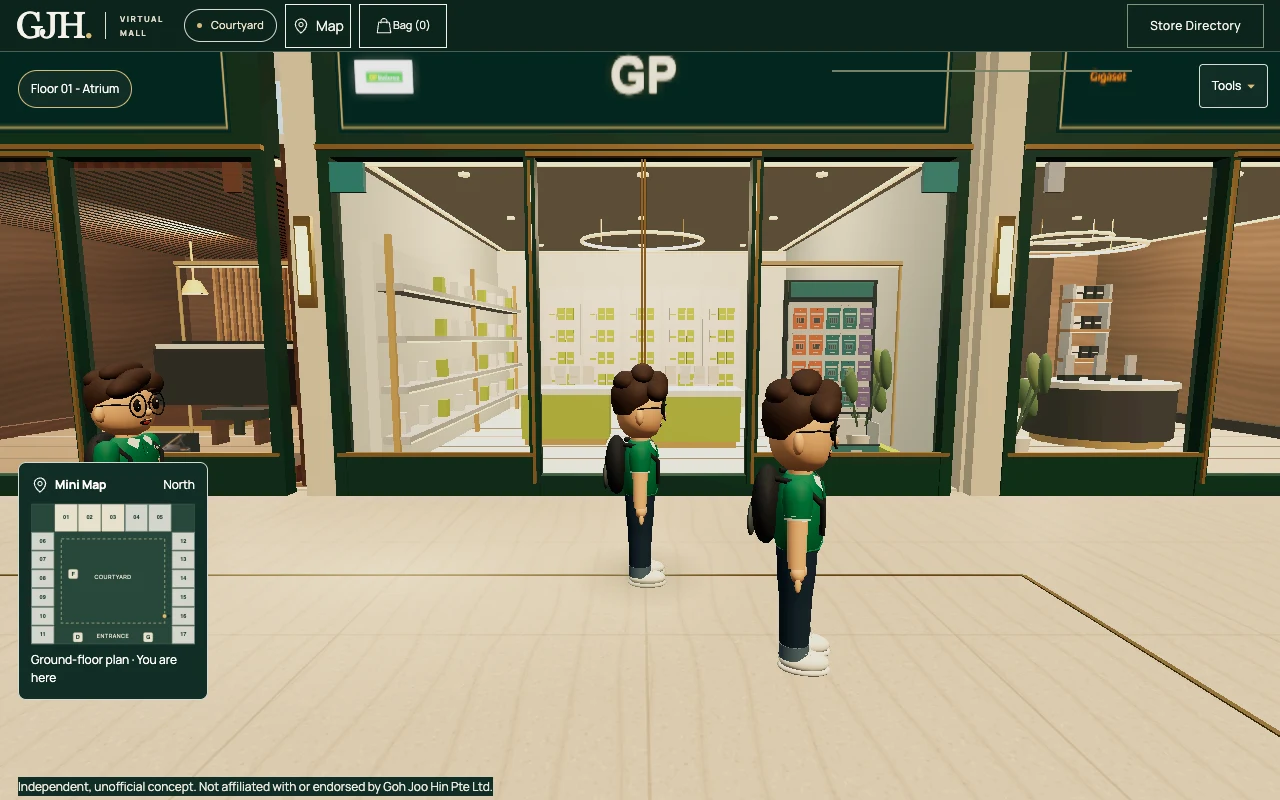 GJH.
VIRTUAL
MALL
Courtyard
Map
Bag (0)
Store Directory
Floor 01 - Atrium
GP
Gigaset
Tools
Mini Map
North
01 02 03 04 05
06
07
08
09
10
11
12
13
14
15
16
17
F
COURTYARD
D
ENTRANCE
G
Ground-floor plan · You are
here
Independent, unofficial concept. Not affiliated with or endorsed by Goh Joo Hin Pte Ltd.